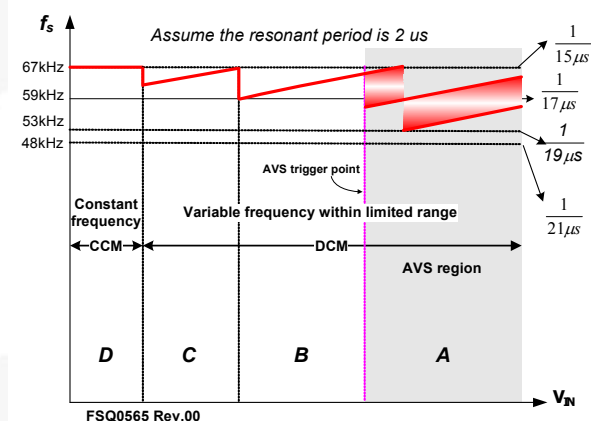 fs
Assume the resonant period is 2 us
67kHz
59kHz
53kHz
48kHz
1
15μs
1
17μs
1
19μs
1
21μs
AVS trigger point
Constant
frequency
Variable frequency within limited range
CCM
DCM
AVS region
D
C
B
A
VIN
FSQ0565 Rev.00